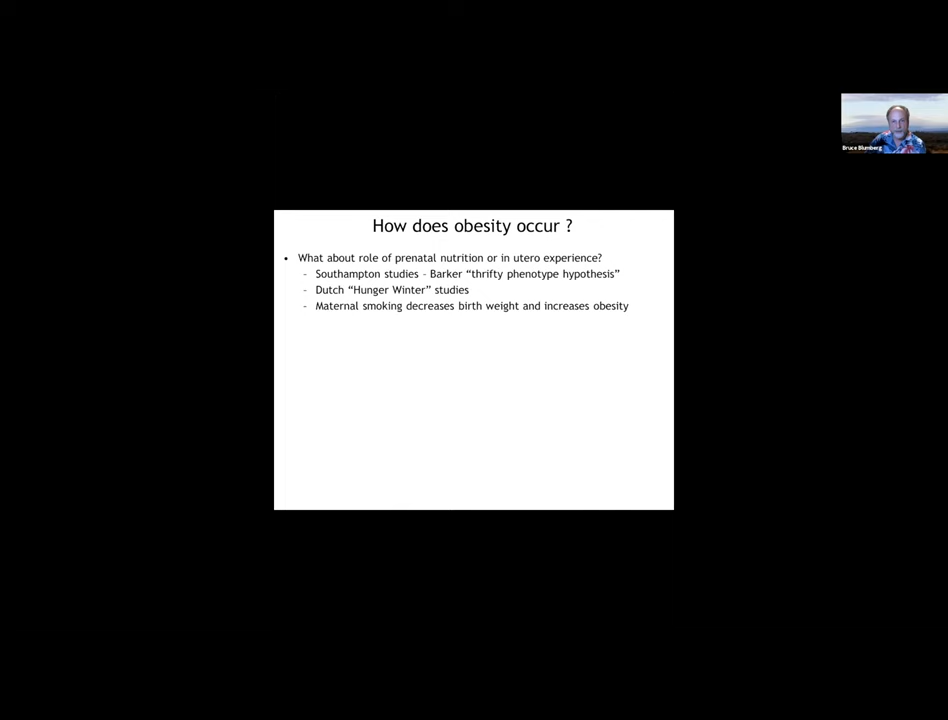 How does obesity occur ?
• What about role of prenatal nutrition or in utero experience?
- Southampton studies - Barker “thrifty phenotype hypothesis”
- Dutch “Hunger Winter” studies
- Maternal smoking decreases birth weight and increases obesity
Bruce Blumberg